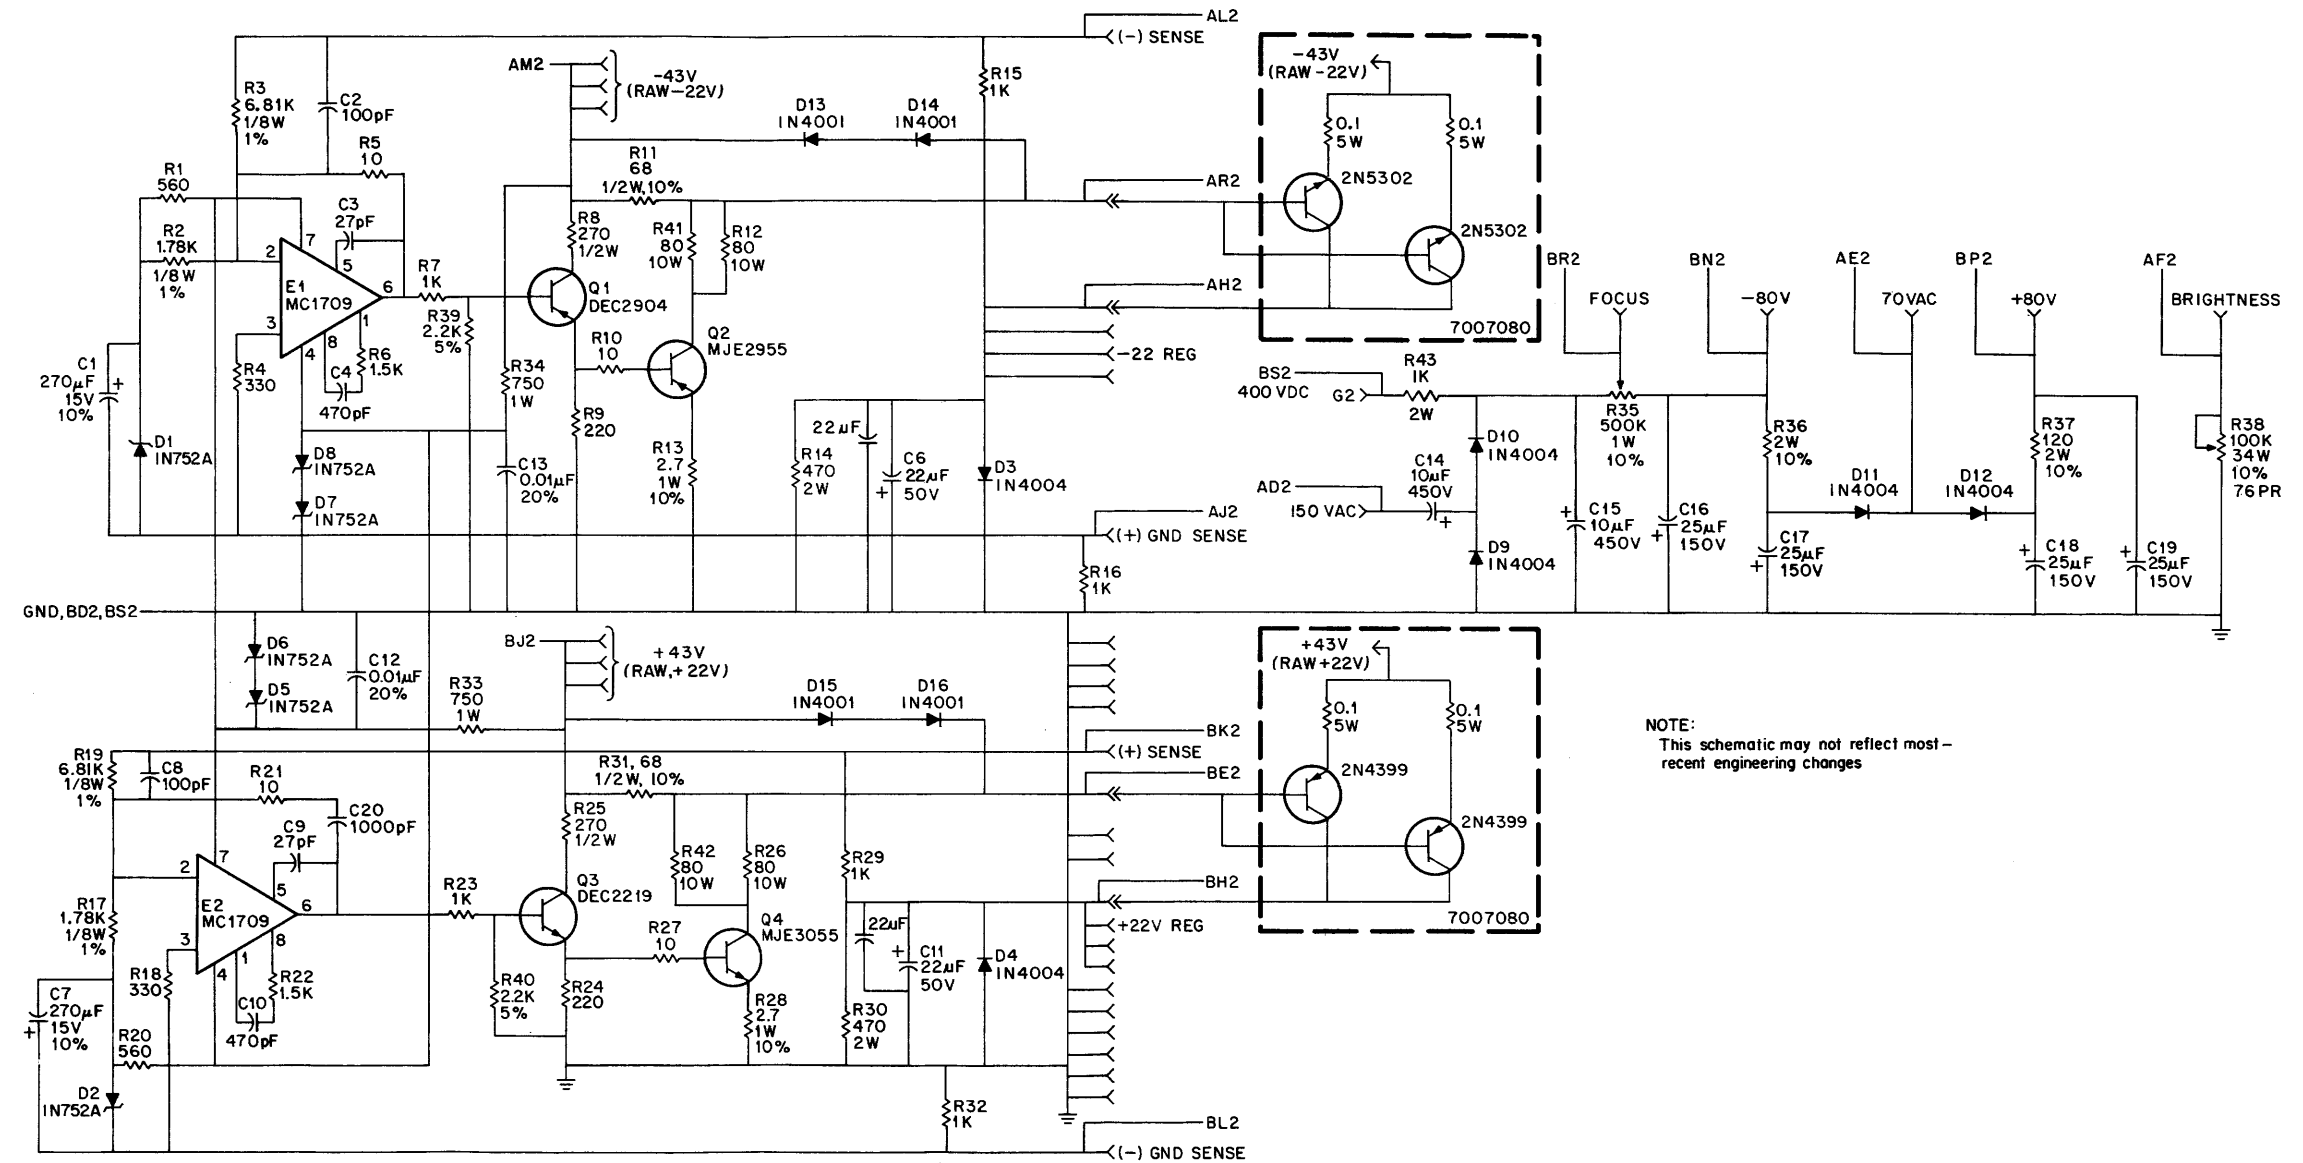 AL2
(-) SENSE
AM2
-43V
(RAW-22V)
R3
6.81K
1/8W
1%
C2
100pF
R15
1K
-43V
(RAW-22V)
D13
1N4001
D14
1N4001
0.1
5W
0.1
5W
R5
10
R11
68
1/2W,10%
R1
560
AR2
2N5302
C3
27pF
R2
1.78K
1/8W
1%
R8
270
1/2W
R41
80
10W
R12
80
10W
2N5302
7
2
5
E1
MC1709
6
3
1
8
4
R7
1K
Q1
DEC2904
AH2
7007080
BR2
BN2
AE2
BP2
AF2
FOCUS
-80V
70VAC
+80V
BRIGHTNESS
R39
2.2K
5%
R10
10
Q2
MJE2955
-22 REG
R4
330
R6
1.5K
C4
470pF
R34
750
1W
C1
270µF
15V
10%
+
BS2
400 VDC
G2
R43
1K
2W
R35
500K
1W
10%
R36
2W
10%
R37
120
2W
10%
R38
100K
34W
10%
76PR
D1
1N752A
D8
1N752A
D7
1N752A
R9
220
C13
0.01µF
20%
R13
2.7
1W
10%
22µF
R14
470
2W
C6
22µF
50V
+
D3
1N4004
D10
1N4004
C14
10µF
450V
+
AD2
150 VAC
D9
1N4004
C15
10µF
450V
+
C16
25µF
150V
+
C17
25µF
150V
+
D11
1N4004
D12
1N4004
C18
25µF
150V
+
C19
25µF
150V
+
AJ2
(+) GND SENSE
R16
1K
GND,BD2,BS2
D6
1N752A
D5
1N752A
C12
0.01µF
20%
BJ2
+43V
(RAW,+22V)
+43V
(RAW+22V)
R33
750
1W
D15
1N4001
D16
1N4001
0.1
5W
0.1
5W
NOTE:
This schematic may not reflect most-
recent engineering changes
BK2
(+) SENSE
R19
6.81K
1/8W
1%
C8
100pF
R21
10
R31, 68
1/2W, 10%
BE2
2N4399
C20
1000pF
C9
27pF
R25
270
1/2W
2N4399
7
2
5
E2
MC1709
6
3
8
1
4
R42
80
10W
R26
80
10W
R29
1K
R23
1K
Q3
DEC2219
BH2
7007080
R17
1.78K
1/8W
1%
R27
10
Q4
MJE3055
22µF
+22V REG
R18
330
C10
470pF
R22
1.5K
C11
22µF
50V
+
D4
1N4004
R40
2.2K
5%
R24
220
R28
2.7
1W
10%
R30
470
2W
C7
270µF
15V
10%
+
R20
560
D2
1N752A
R32
1K
BL2
(-) GND SENSE